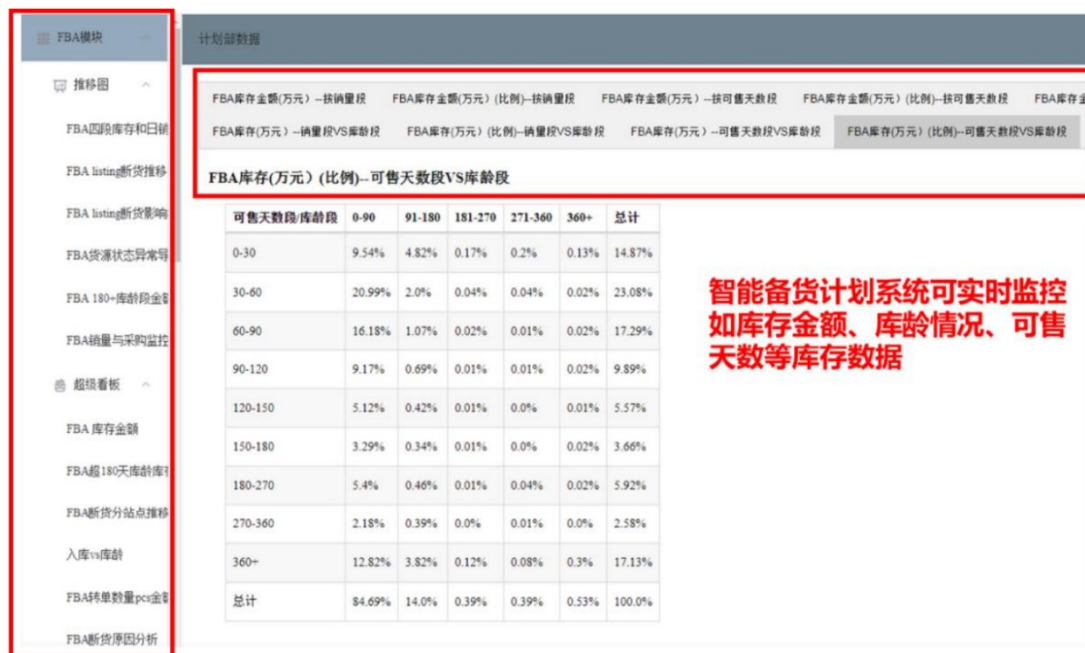 FBA模块
推移图
FBA四段库存和日销
FBA listing断货推移
FBA listing断货影响
FBA货源状态异常导
FBA 180+库龄段金额
FBA销量与采购监控
超级看板
FBA 库存金额
FBA超180天库龄库存
FBA断货分站点推移
入库vs库龄
FBA转单数量pcs金额
FBA断货原因分析
计划部数据
FBA库存金额(万元) --按销量段 FBA库存金额(万元) (比例)--按销量段 FBA库存金额(万元) --按可售天数段 FBA库存金额(万元) (比例)--按可售天数段 FBA库存金
FBA库存(万元) --销量段VS库龄段 FBA库存(万元) (比例)--销量段VS库龄段 FBA库存(万元) --可售天数段VS库龄段 FBA库存(万元) (比例)--可售天数段VS库龄段
FBA库存(万元) (比例)--可售天数段VS库龄段
可售天数段/库龄段 0-90 91-180 181-270 271-360 360+ 总计
0-30 9.54% 4.82% 0.17% 0.2% 0.13% 14.87%
30-60 20.99% 2.0% 0.04% 0.04% 0.02% 23.08%
60-90 16.18% 1.07% 0.02% 0.01% 0.02% 17.29%
90-120 9.17% 0.69% 0.01% 0.01% 0.02% 9.89%
120-150 5.12% 0.42% 0.01% 0.0% 0.01% 5.57%
150-180 3.29% 0.34% 0.01% 0.0% 0.02% 3.66%
180-270 5.4% 0.46% 0.01% 0.04% 0.02% 5.92%
270-360 2.18% 0.39% 0.0% 0.01% 0.0% 2.58%
360+ 12.82% 3.82% 0.12% 0.08% 0.3% 17.13%
总计 84.69% 14.0% 0.39% 0.39% 0.53% 100.0%
智能备货计划系统可实时监控
如库存金额、库龄情况、可售
天数等库存数据